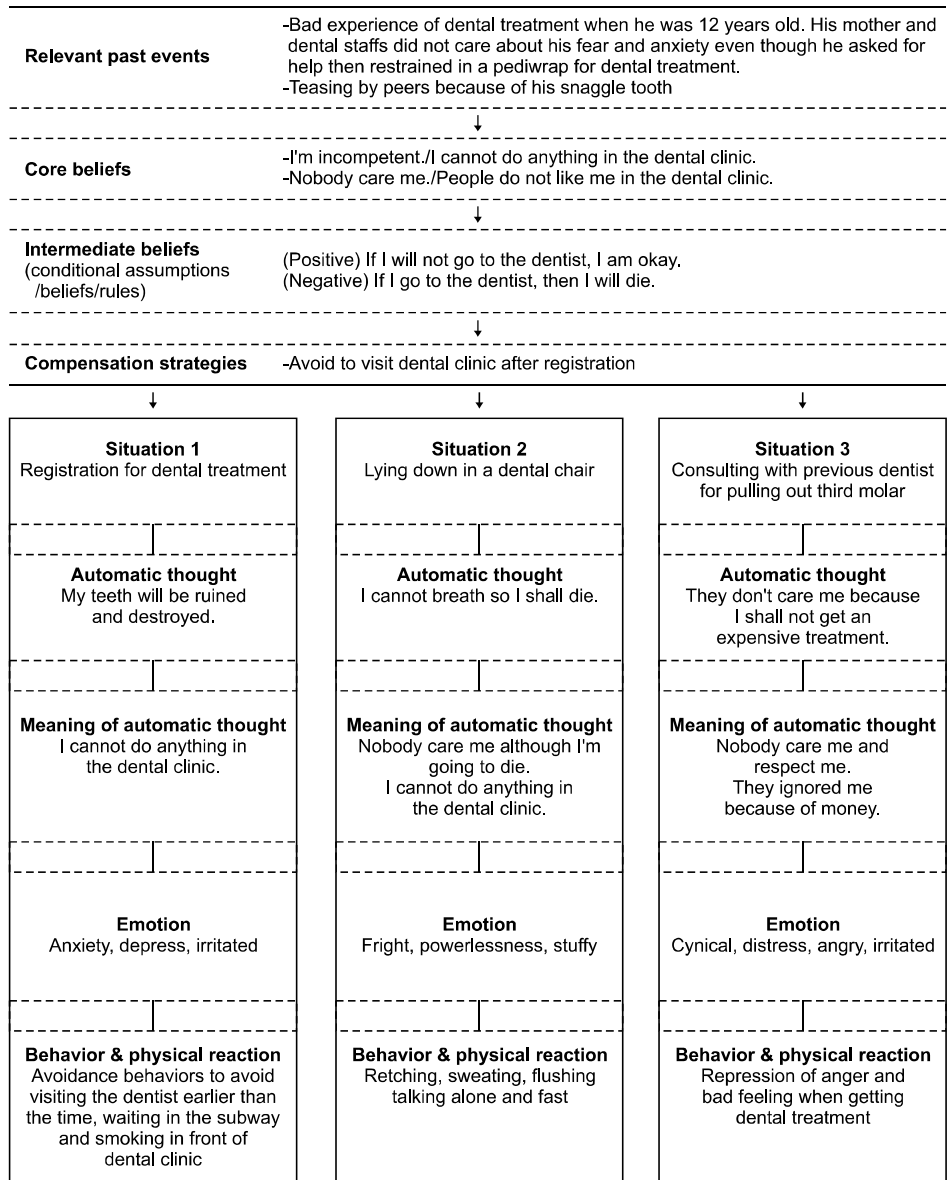 Relevant past events
-Bad experience of dental treatment when he was 12 years old. His mother and
dental staffs did not care about his fear and anxiety even though he asked for
help then restrained in a pediwrap for dental treatment.
-Teasing by peers because of his snaggle tooth
↓
Core beliefs
-I'm incompetent./I cannot do anything in the dental clinic.
-Nobody care me./People do not like me in the dental clinic.
↓
Intermediate beliefs
(conditional assumptions
/beliefs/rules)
(Positive) If I will not go to the dentist, I am okay.
(Negative) If I go to the dentist, then I will die.
↓
Compensation strategies
-Avoid to visit dental clinic after registration
↓ ↓ ↓
Situation 1
Registration for dental treatment
Automatic thought
My teeth will be ruined
and destroyed.
Meaning of automatic thought
I cannot do anything in
the dental clinic.
Emotion
Anxiety, depress, irritated
Behavior & physical reaction
Avoidance behaviors to avoid
visiting the dentist earlier than
the time, waiting in the subway
and smoking in front of
dental clinic
Situation 2
Lying down in a dental chair
Automatic thought
I cannot breath so I shall die.
Meaning of automatic thought
Nobody care me although I'm
going to die.
I cannot do anything in
the dental clinic.
Emotion
Fright, powerlessness, stuffy
Behavior & physical reaction
Retching, sweating, flushing
talking alone and fast
Situation 3
Consulting with previous dentist
for pulling out third molar
Automatic thought
They don't care me because
I shall not get an
expensive treatment.
Meaning of automatic thought
Nobody care me and
respect me.
They ignored me
because of money.
Emotion
Cynical, distress, angry, irritated
Behavior & physical reaction
Repression of anger and
bad feeling when getting
dental treatment